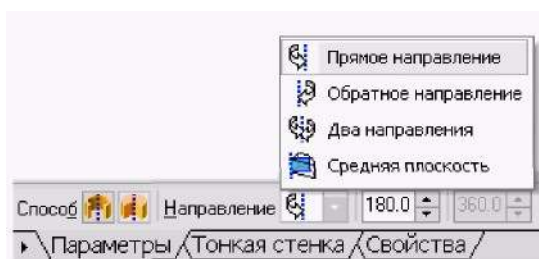 Прямое направление
Обратное направление
Два направления
Средняя плоскость
Способ Направление 180.0 360.0
Параметры Тонкая стенка Свойства